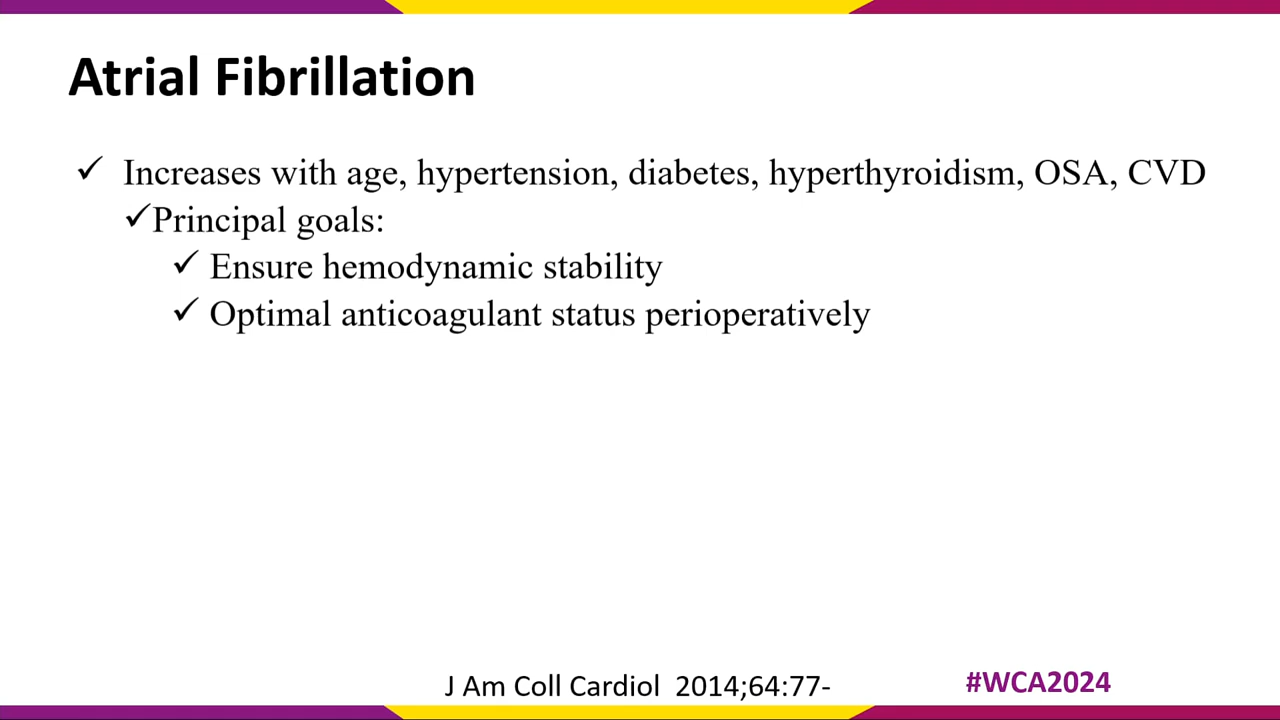 Atrial Fibrillation
✓ Increases with age, hypertension, diabetes, hyperthyroidism, OSA, CVD
✓Principal goals:
✓ Ensure hemodynamic stability
✓ Optimal anticoagulant status perioperatively
J Am Coll Cardiol 2014;64:77-
#WCA2024